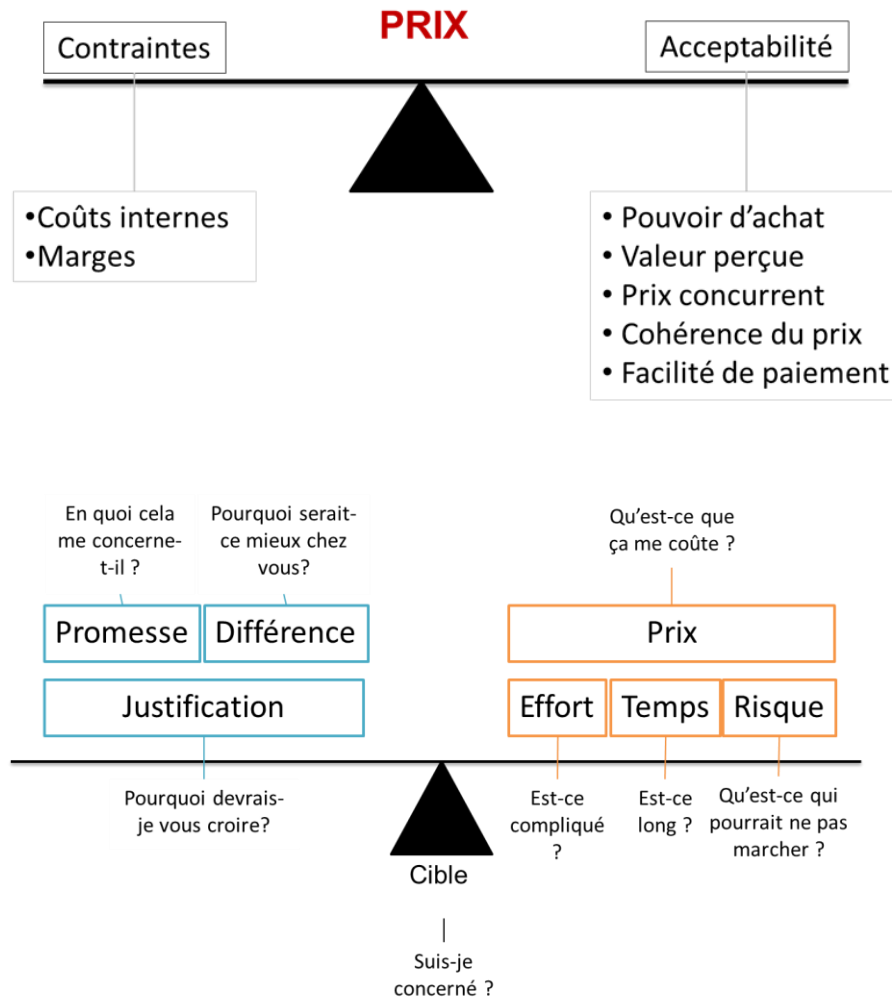 PRIX
Contraintes
Acceptabilité
•Coûts internes
•Marges
• Pouvoir d'achat
• Valeur perçue
• Prix concurrent
• Cohérence du prix
• Facilité de paiement
En quoi cela
me concerne-
t-il ?
Pourquoi serait-
ce mieux chez
vous?
Qu'est-ce que
ça me coûte ?
Promesse
Différence
Prix
Justification
Effort
Temps
Risque
Pourquoi devrais-
je vous croire?
Est-ce
compliqué
?
Est-ce
long ?
Qu'est-ce qui
pourrait ne pas
marcher ?
Cible
Suis-je
concerné ?